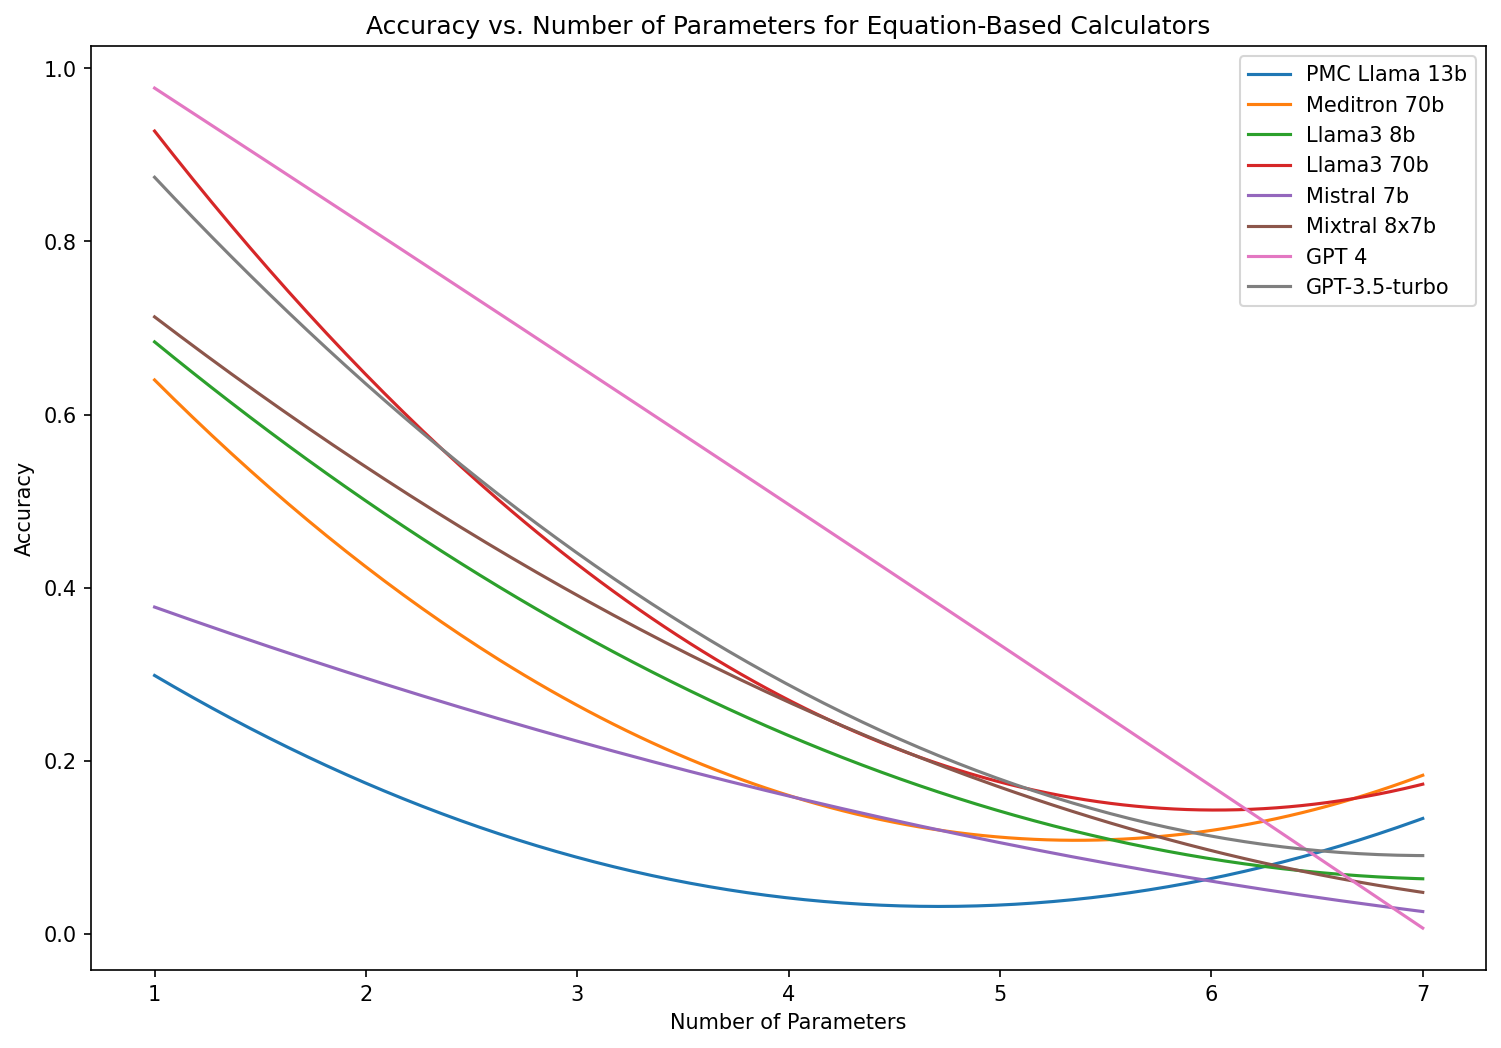 Accuracy vs. Number of Parameters for Equation-Based Calculators
PMC Llama 13b
Meditron 70b
Llama3 8b
Llama3 70b
Mistral 7b
Mixtral 8x7b
GPT 4
GPT-3.5-turbo
Accuracy
1.0
0.8
0.6
0.4
0.2
0.0
1 2 3 4 5 6 7
Number of Parameters